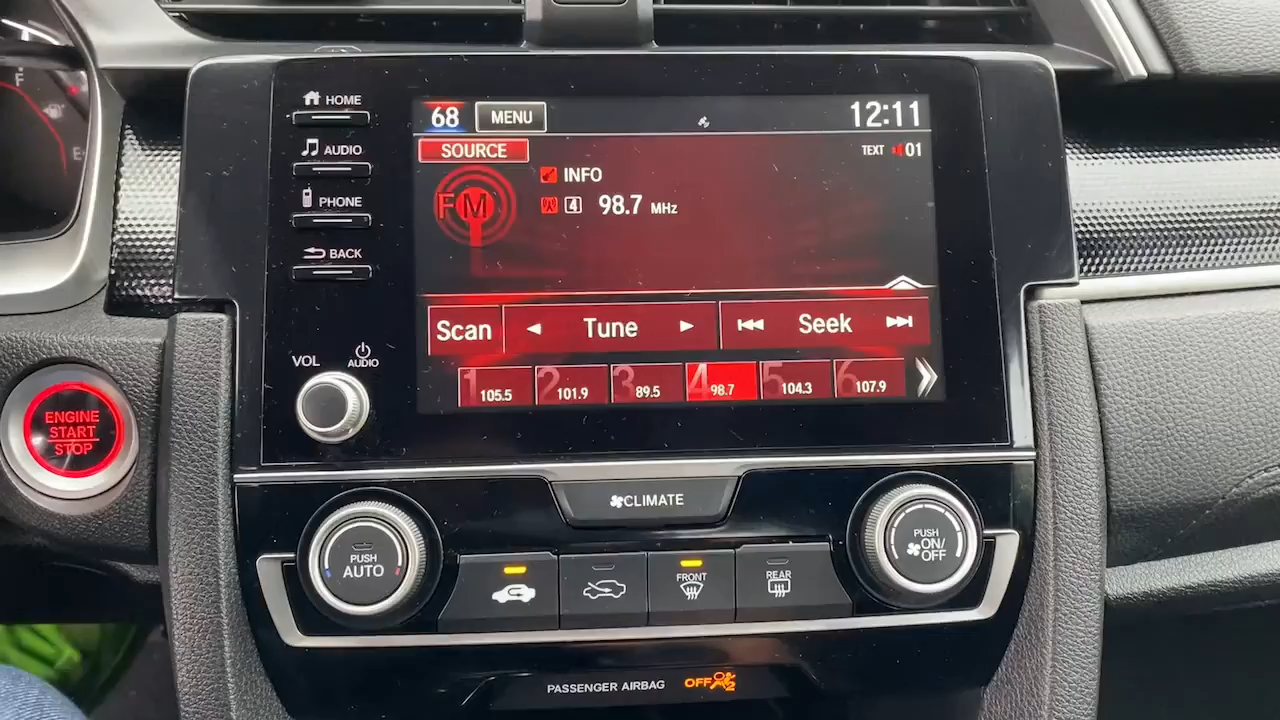 F
E
HOME
AUDIO
PHONE
BACK
VOL
AUDIO
68 MENU 12:11
SOURCE TEXT 01
FM
INFO
4 98.7 MHz
Scan Tune Seek
1 105.5 2 101.9 3 89.5 4 98.7 5 104.3 6 107.9
ENGINE
START
STOP
CLIMATE
PUSH
AUTO
FRONT
REAR
PUSH
ON/
OFF
PASSENGER AIRBAG OFF 2